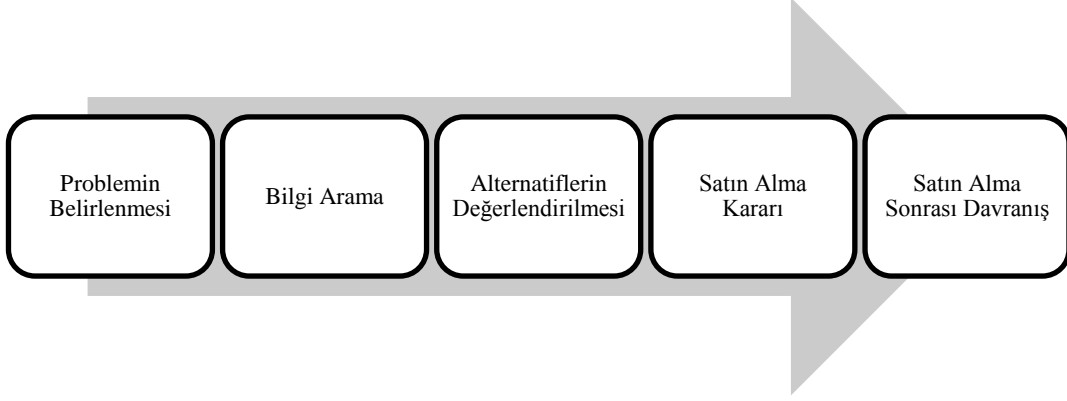 Problemin
Belirlenmesi
Bilgi Arama
Alternatiflerin
Değerlendirilmesi
Satın Alma
Kararı
Satın Alma
Sonrası Davranış